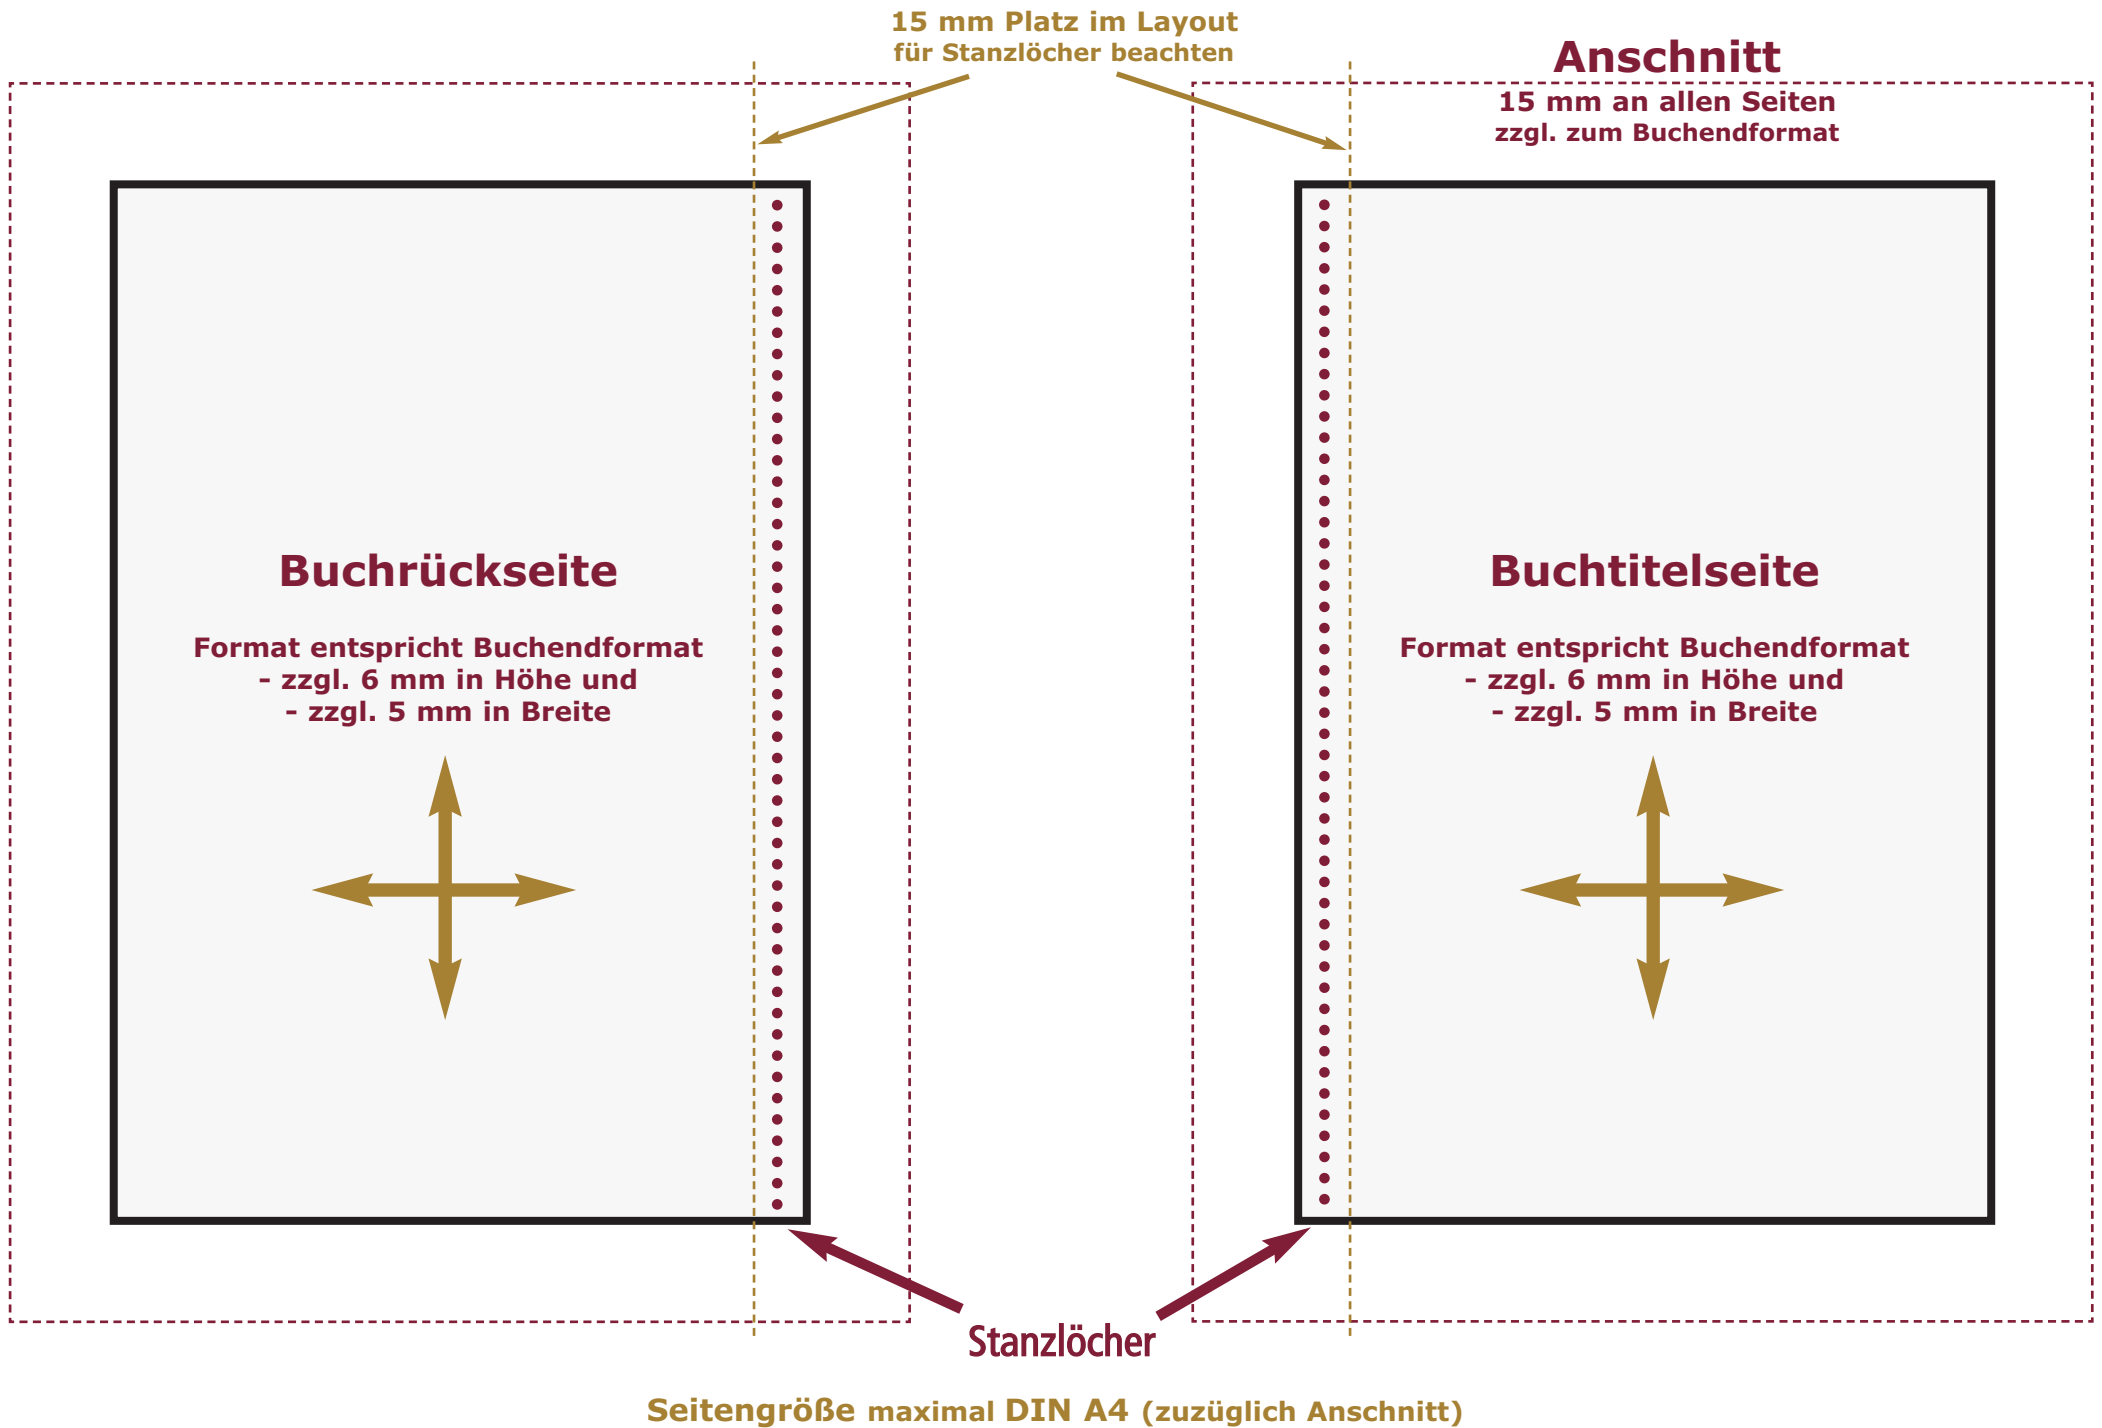 15 mm Platz im Layout
für Stanzlöcher beachten
Anschnitt
15 mm an allen Seiten
zzgl. zum Buchendformat
Buchrückseite
Format entspricht Buchendformat
- zzgl. 6 mm in Höhe und
- zzgl. 5 mm in Breite
Buchtitelseite
Format entspricht Buchendformat
- zzgl. 6 mm in Höhe und
- zzgl. 5 mm in Breite
Stanzlöcher
Seitengröße maximal DIN A4 (zuzüglich Anschnitt)